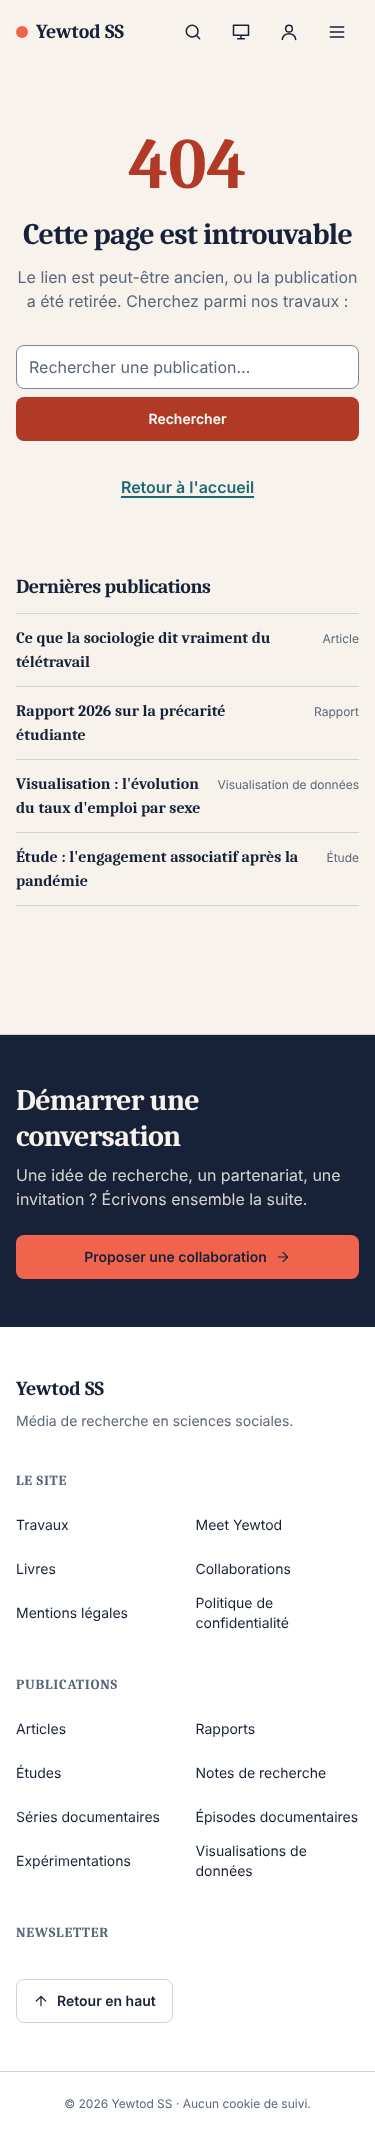 Yewtod SS
404
Cette page est introuvable
Le lien est peut-être ancien, ou la publication
a été retirée. Cherchez parmi nos travaux :
Rechercher une publication...
Rechercher
Retour à l'accueil
Dernières publications
Ce que la sociologie dit vraiment du
télétravail
Article
Rapport 2026 sur la précarité
étudiante
Rapport
Visualisation : l'évolution
du taux d'emploi par sexe
Visualisation de données
Étude : l'engagement associatif après la
pandémie
Étude
Démarrer une
conversation
Une idée de recherche, un partenariat, une
invitation ? Écrivons ensemble la suite.
Proposer une collaboration →
Yewtod SS
Média de recherche en sciences sociales.
LE SITE
Travaux
Meet Yewtod
Livres
Collaborations
Mentions légales
Politique de
confidentialité
PUBLICATIONS
Articles
Rapports
Études
Notes de recherche
Séries documentaires
Épisodes documentaires
Expérimentations
Visualisations de
données
NEWSLETTER
↑ Retour en haut
© 2026 Yewtod SS · Aucun cookie de suivi.